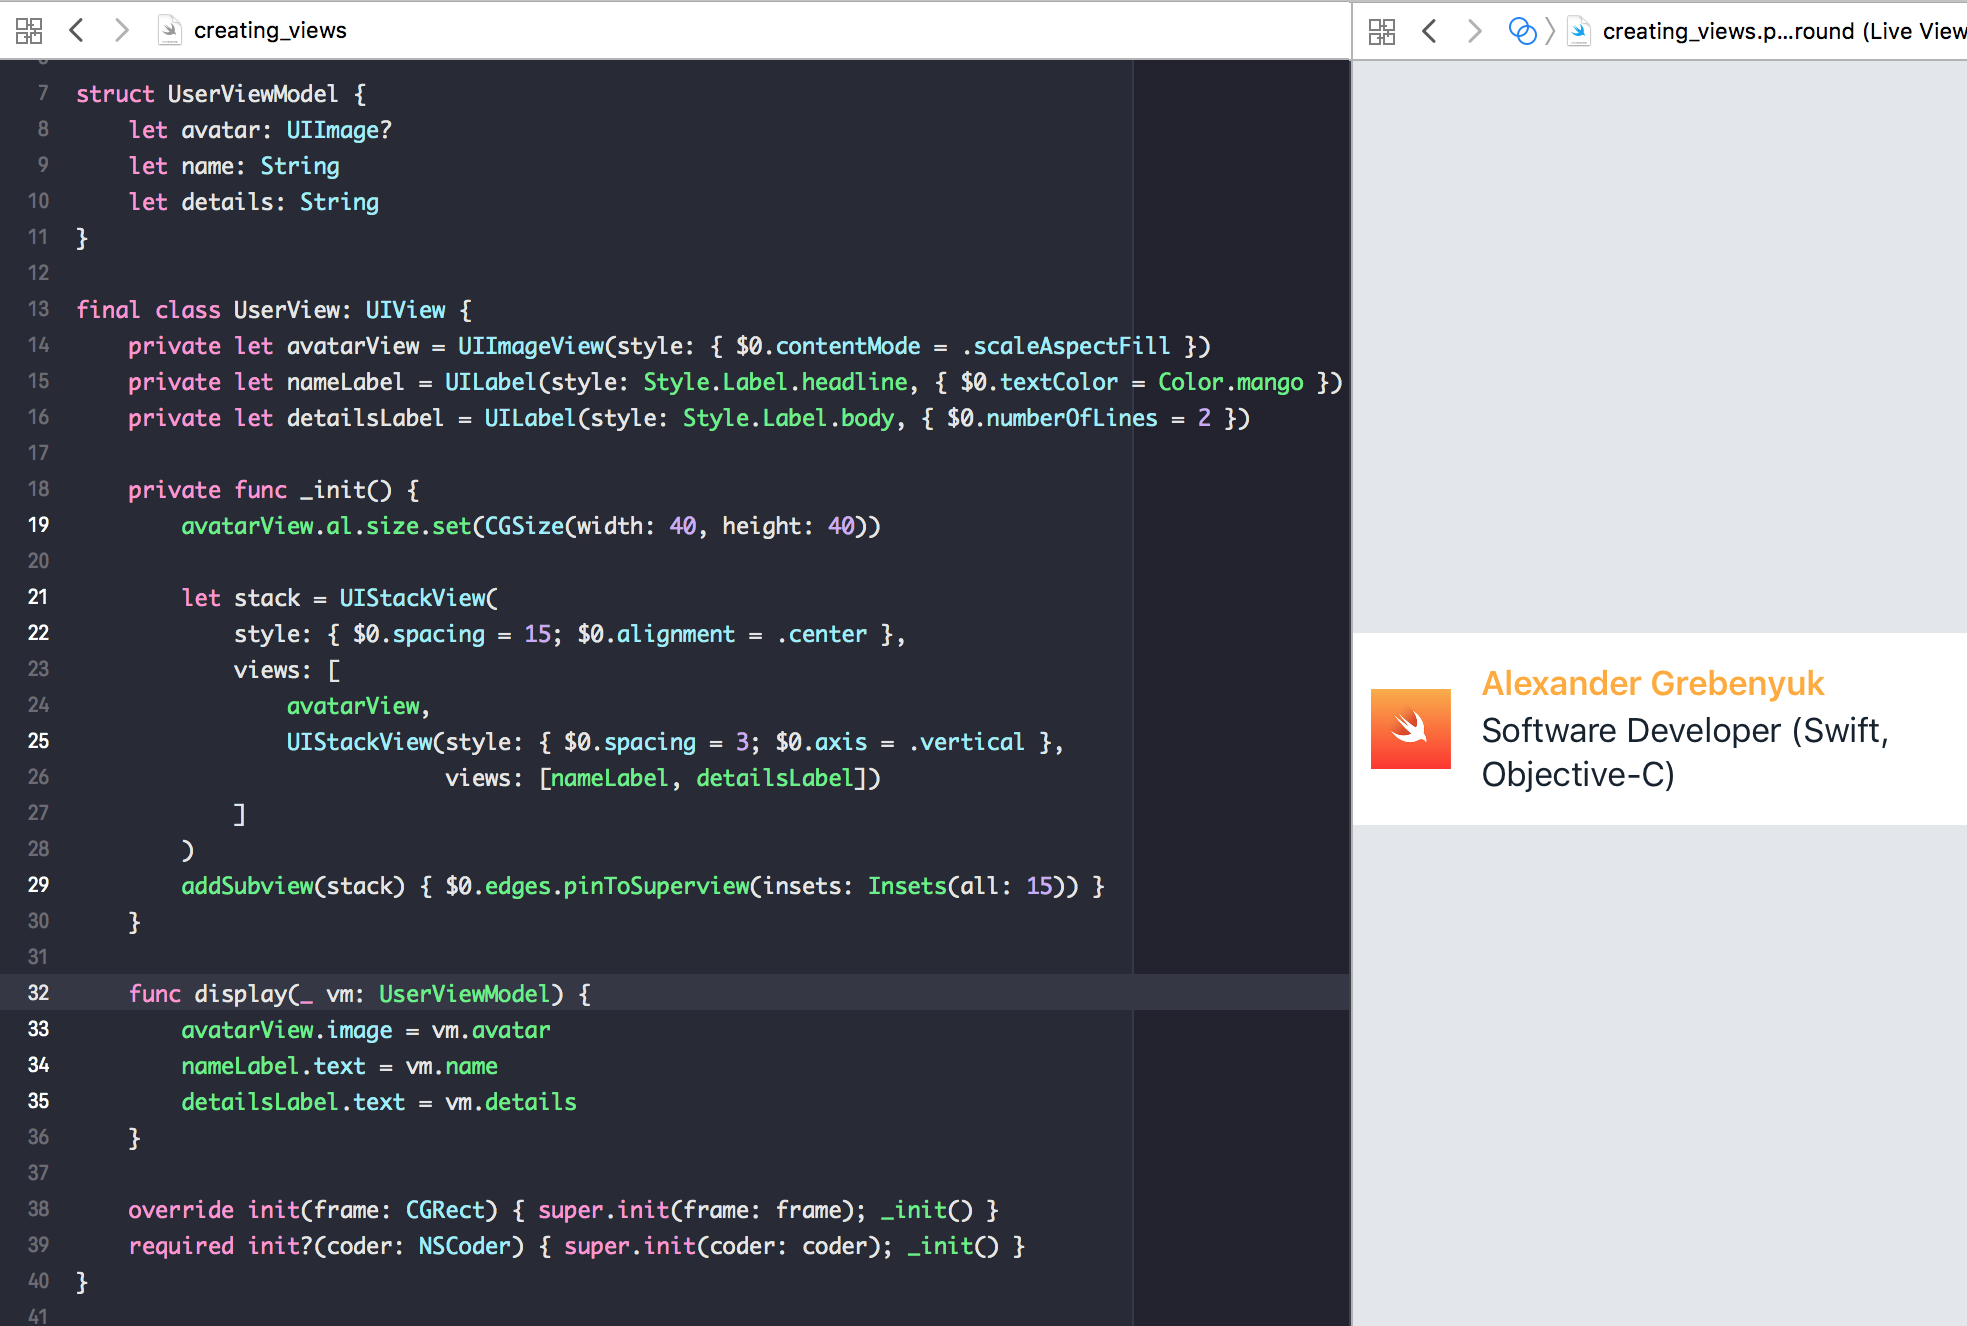 creating_views
7 struct UserViewModel {
8     let avatar: UIImage?
9     let name: String
10     let details: String
11 }
12
13 final class UserView: UIView {
14     private let avatarView = UIImageView(style: { $0.contentMode = .scaleAspectFill })
15     private let nameLabel = UILabel(style: Style.Label.headline, { $0.textColor = Color.mango })
16     private let detailsLabel = UILabel(style: Style.Label.body, { $0.numberOfLines = 2 })
17
18     private func _init() {
19         avatarView.al.size.set(CGSize(width: 40, height: 40))
20
21         let stack = UIStackView(
22             style: { $0.spacing = 15; $0.alignment = .center },
23             views: [
24                 avatarView,
25                 UIStackView(style: { $0.spacing = 3; $0.axis = .vertical },
26                             views: [nameLabel, detailsLabel])
27             ]
28         )
29         addSubview(stack) { $0.edges.pinToSuperview(insets: Insets(all: 15)) }
30     }
31
32     func display(_ vm: UserViewModel) {
33         avatarView.image = vm.avatar
34         nameLabel.text = vm.name
35         detailsLabel.text = vm.details
36     }
37
38     override init(frame: CGRect) { super.init(frame: frame); _init() }
39     required init?(coder: NSCoder) { super.init(coder: coder); _init() }
40 }
41
creating_views.p...round (Live View
Alexander Grebenyuk
Software Developer (Swift,
Objective-C)